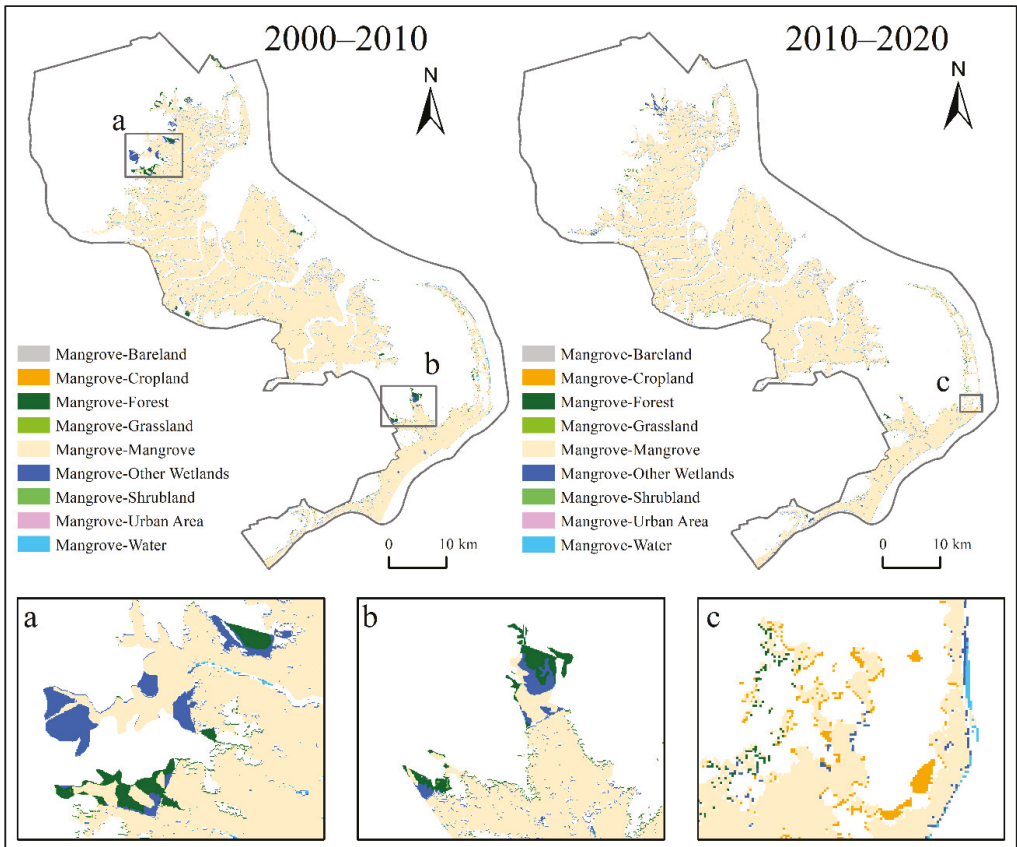 2000–2010
N
a
b
Mangrove-Bareland
Mangrove-Cropland
Mangrove-Forest
Mangrove-Grassland
Mangrove-Mangrove
Mangrove-Other Wetlands
Mangrove-Shrubland
Mangrove-Urban Area
Mangrove-Water
0 10 km
2010–2020
N
c
Mangrove-Bareland
Mangrove-Cropland
Mangrove-Forest
Mangrove-Grassland
Mangrove-Mangrove
Mangrove-Other Wetlands
Mangrove-Shrubland
Mangrove-Urban Area
Mangrove-Water
0 10 km
a
b
c